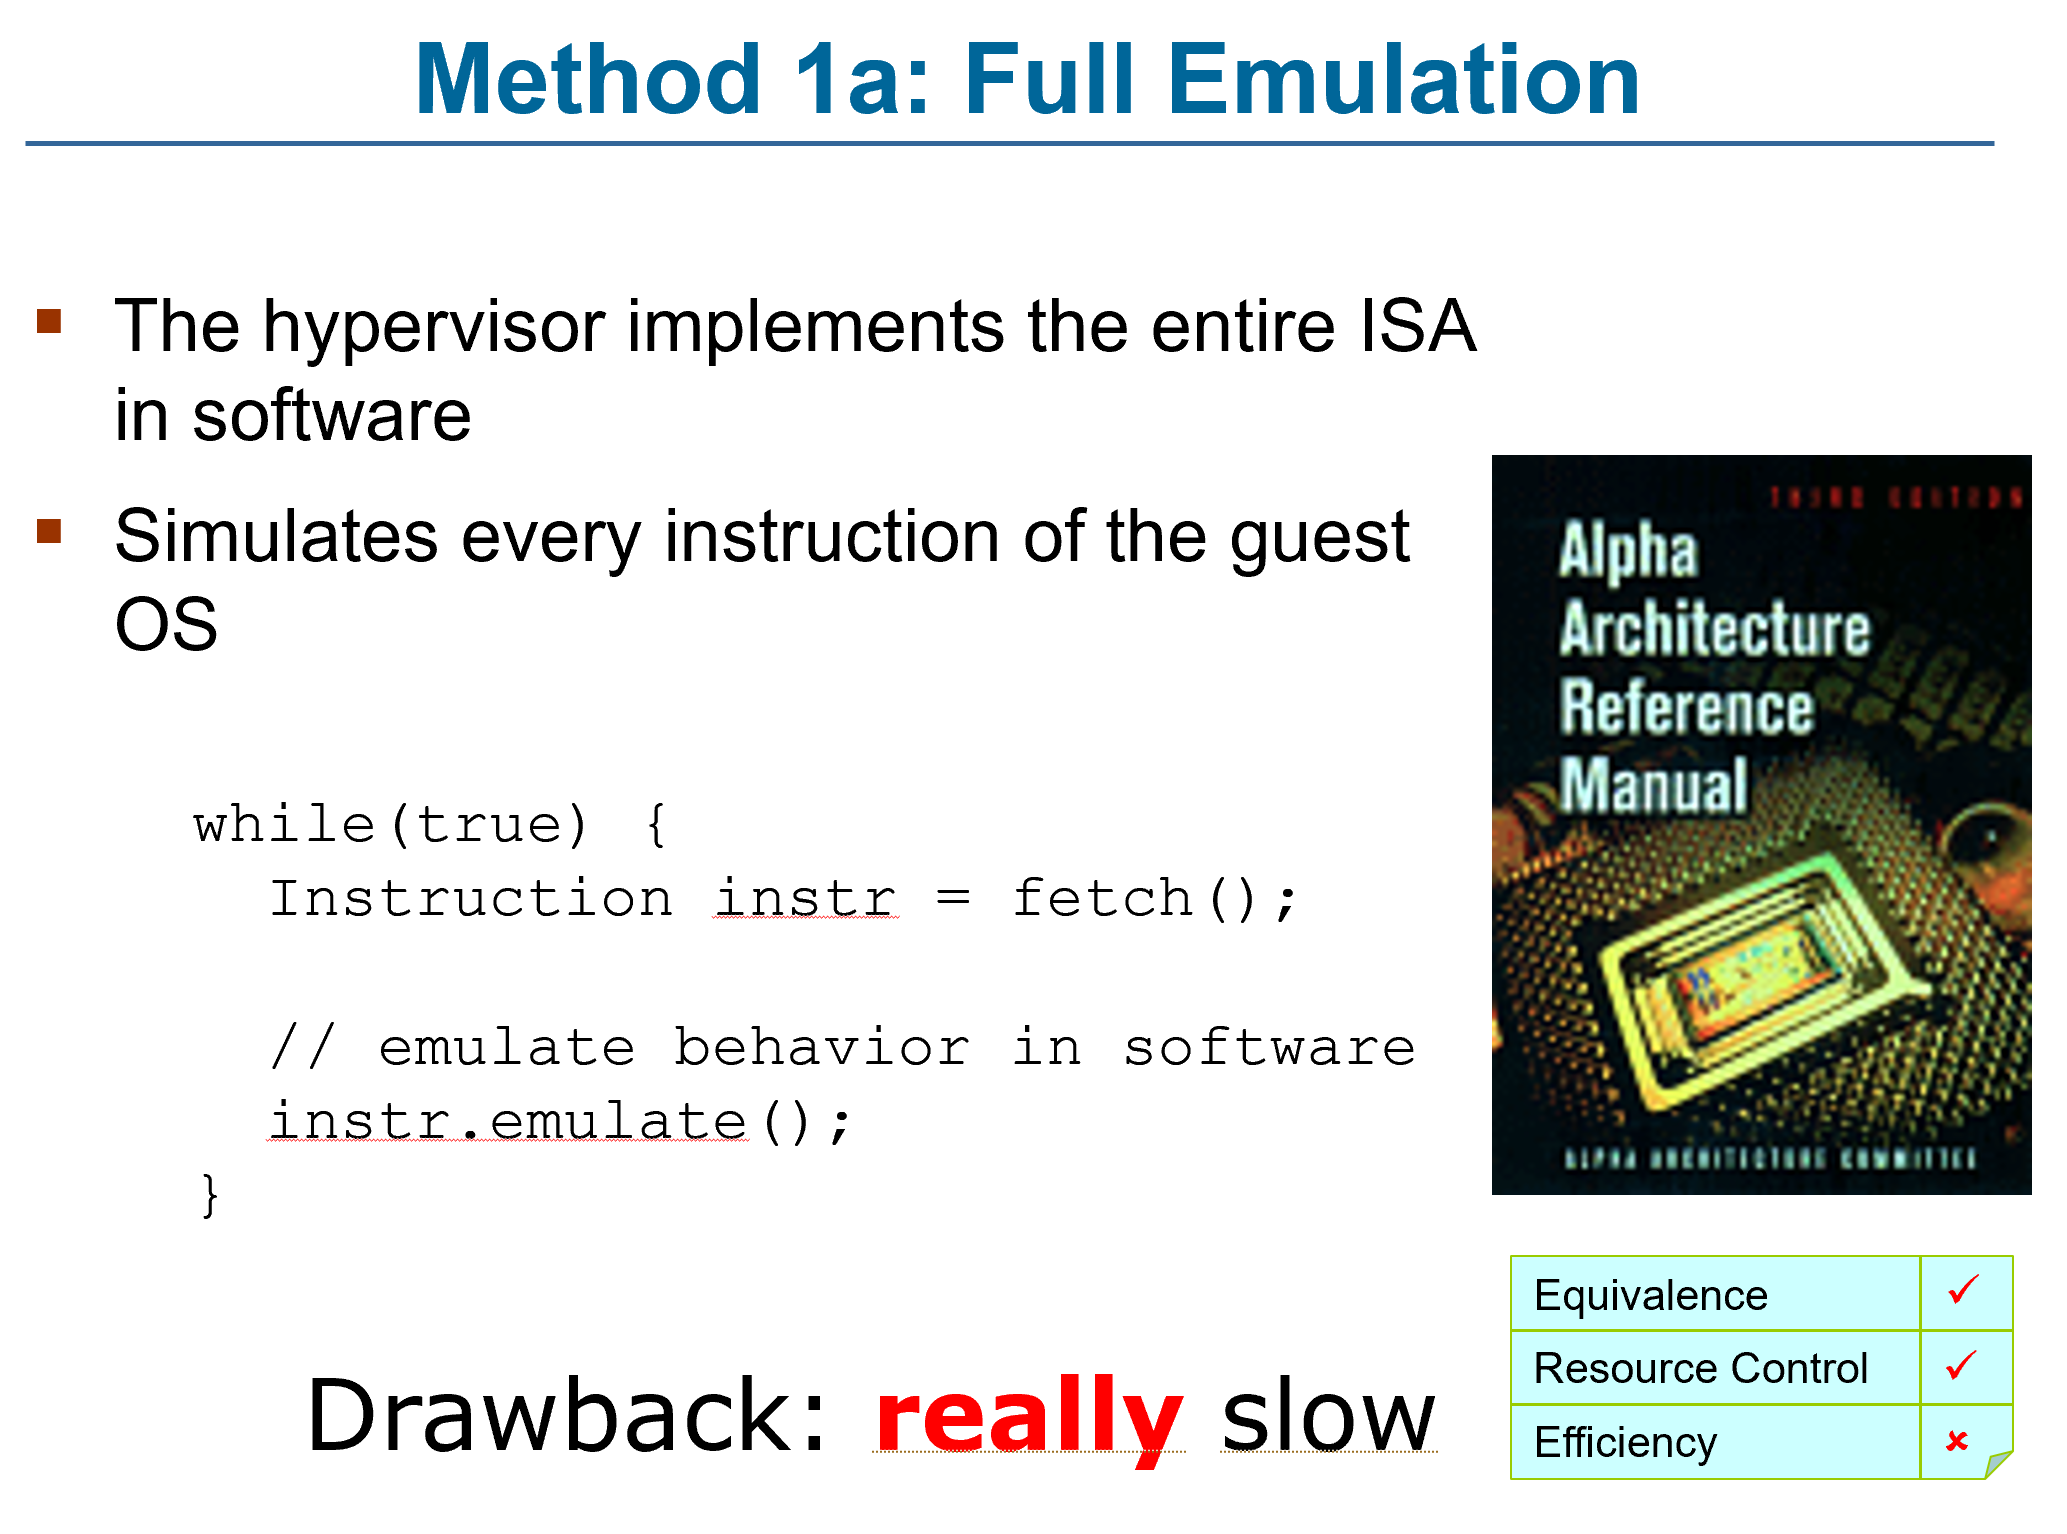 Method 1a: Full Emulation
▪ The hypervisor implements the entire ISA
in software
▪ Simulates every instruction of the guest
OS
while(true) {
Instruction instr = fetch();
// emulate behavior in software
instr.emulate();
}
Drawback: really slow
THIRD EDITION
Alpha
Architecture
Reference
Manual
ALPHA ARCHITECTURE COMMITTEE
Equivalence ✓
Resource Control ✓
Efficiency ✗